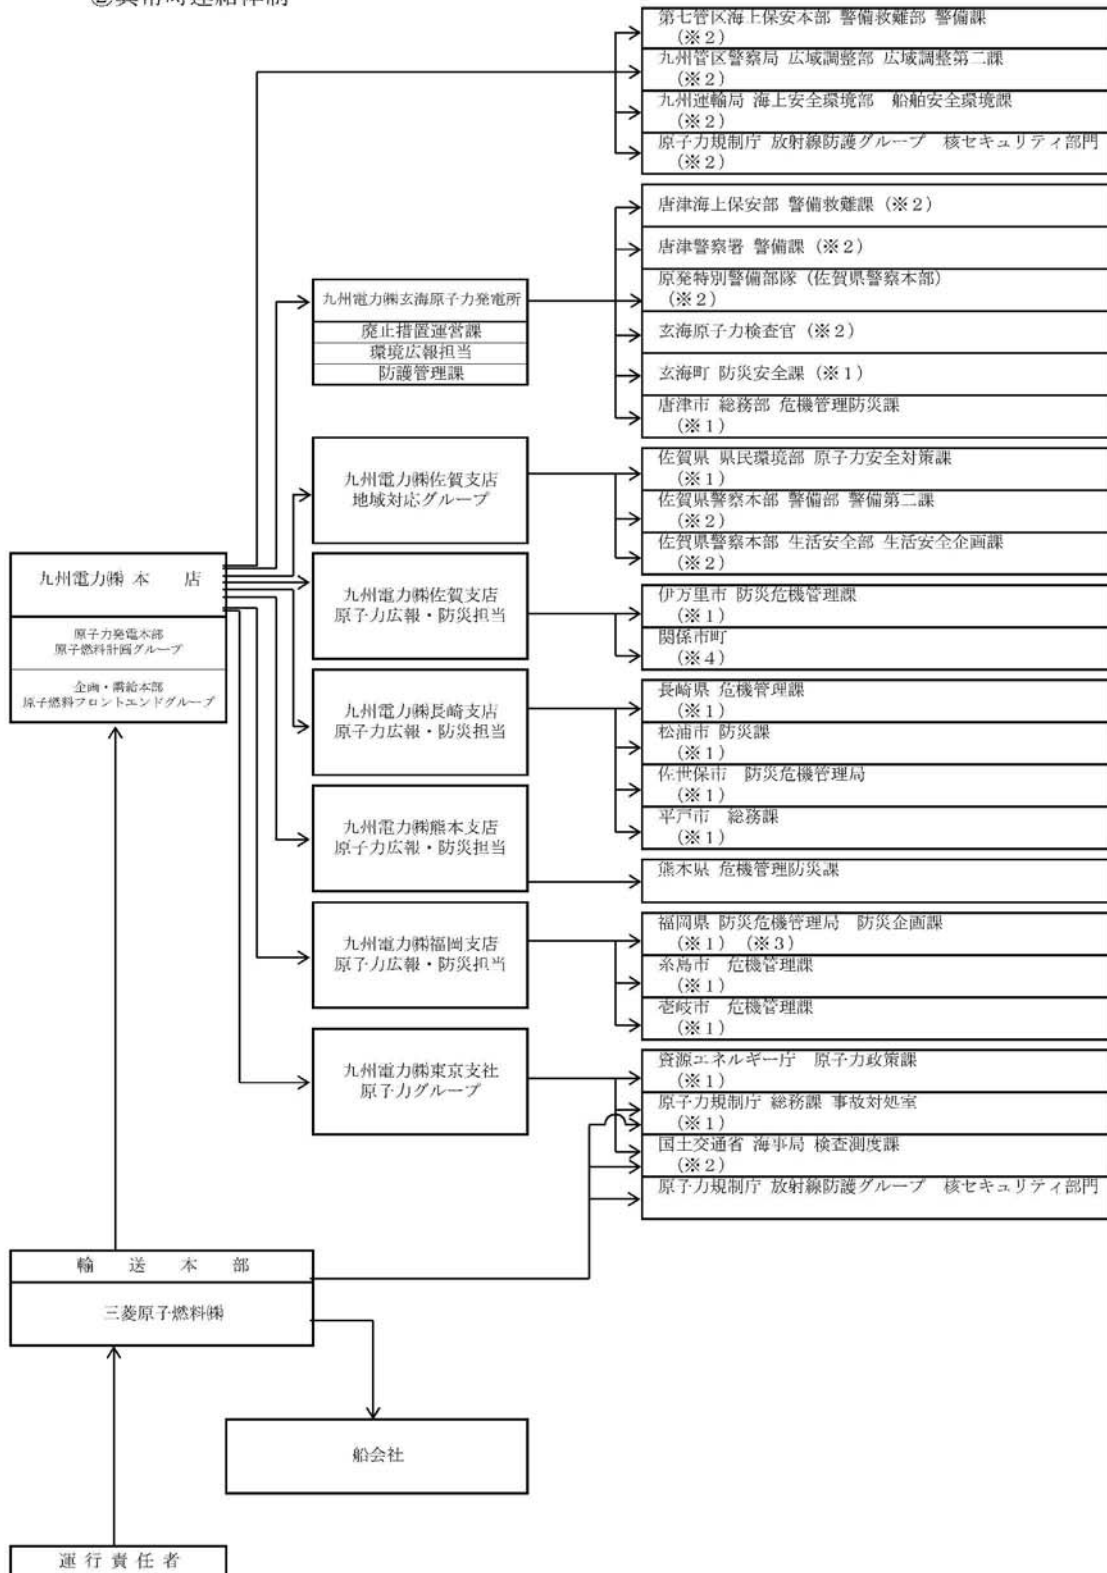 ②異常時連絡体制
第七管区海上保安本部 警備救難部 警備課
(※2)
九州管区警察局 広域調整部 広域調整第二課
(※2)
九州運輸局 海上安全環境部 船舶安全環境課
(※2)
原子力規制庁 放射線防護グループ 核セキュリティ部門
(※2)
唐津海上保安部 警備救難課 (※2)
唐津警察署 警備課 (※2)
原発特別警備部隊 (佐賀県警察本部)
(※2)
玄海原子力検査官 (※2)
玄海町 防災安全課 (※1)
唐津市 総務部 危機管理防災課
(※1)
九州電力㈱玄海原子力発電所
廃止措置運営課
環境広報担当
防護管理課
九州電力㈱佐賀支店
地域対応グループ
佐賀県 県民環境部 原子力安全対策課
(※1)
佐賀県警察本部 警備部 警備第二課
(※2)
佐賀県警察本部 生活安全部 生活安全企画課
(※2)
九州電力㈱ 本 店
原子力発電本部
原子燃料計画グループ
企画・需給本部
原子燃料フロントエンドグループ
九州電力㈱佐賀支店
原子力広報・防災担当
伊万里市 防災危機管理課
(※1)
関係市町
(※4)
九州電力㈱長崎支店
原子力広報・防災担当
長崎県 危機管理課
(※1)
松浦市 防災課
(※1)
佐世保市 防災危機管理局
(※1)
平戸市 総務課
(※1)
九州電力㈱熊本支店
原子力広報・防災担当
熊本県 危機管理防災課
九州電力㈱福岡支店
原子力広報・防災担当
福岡県 防災危機管理局 防災企画課
(※1) (※3)
糸島市 危機管理課
(※1)
壱岐市 危機管理課
(※1)
九州電力㈱東京支社
原子力グループ
資源エネルギー庁 原子力政策課
(※1)
原子力規制庁 総務課 事故対処室
(※1)
国土交通省 海事局 検査測度課
(※2)
原子力規制庁 放射線防護グループ 核セキュリティ部門
輸 送 本 部
三菱原子燃料㈱
船会社
運 行 責 任 者